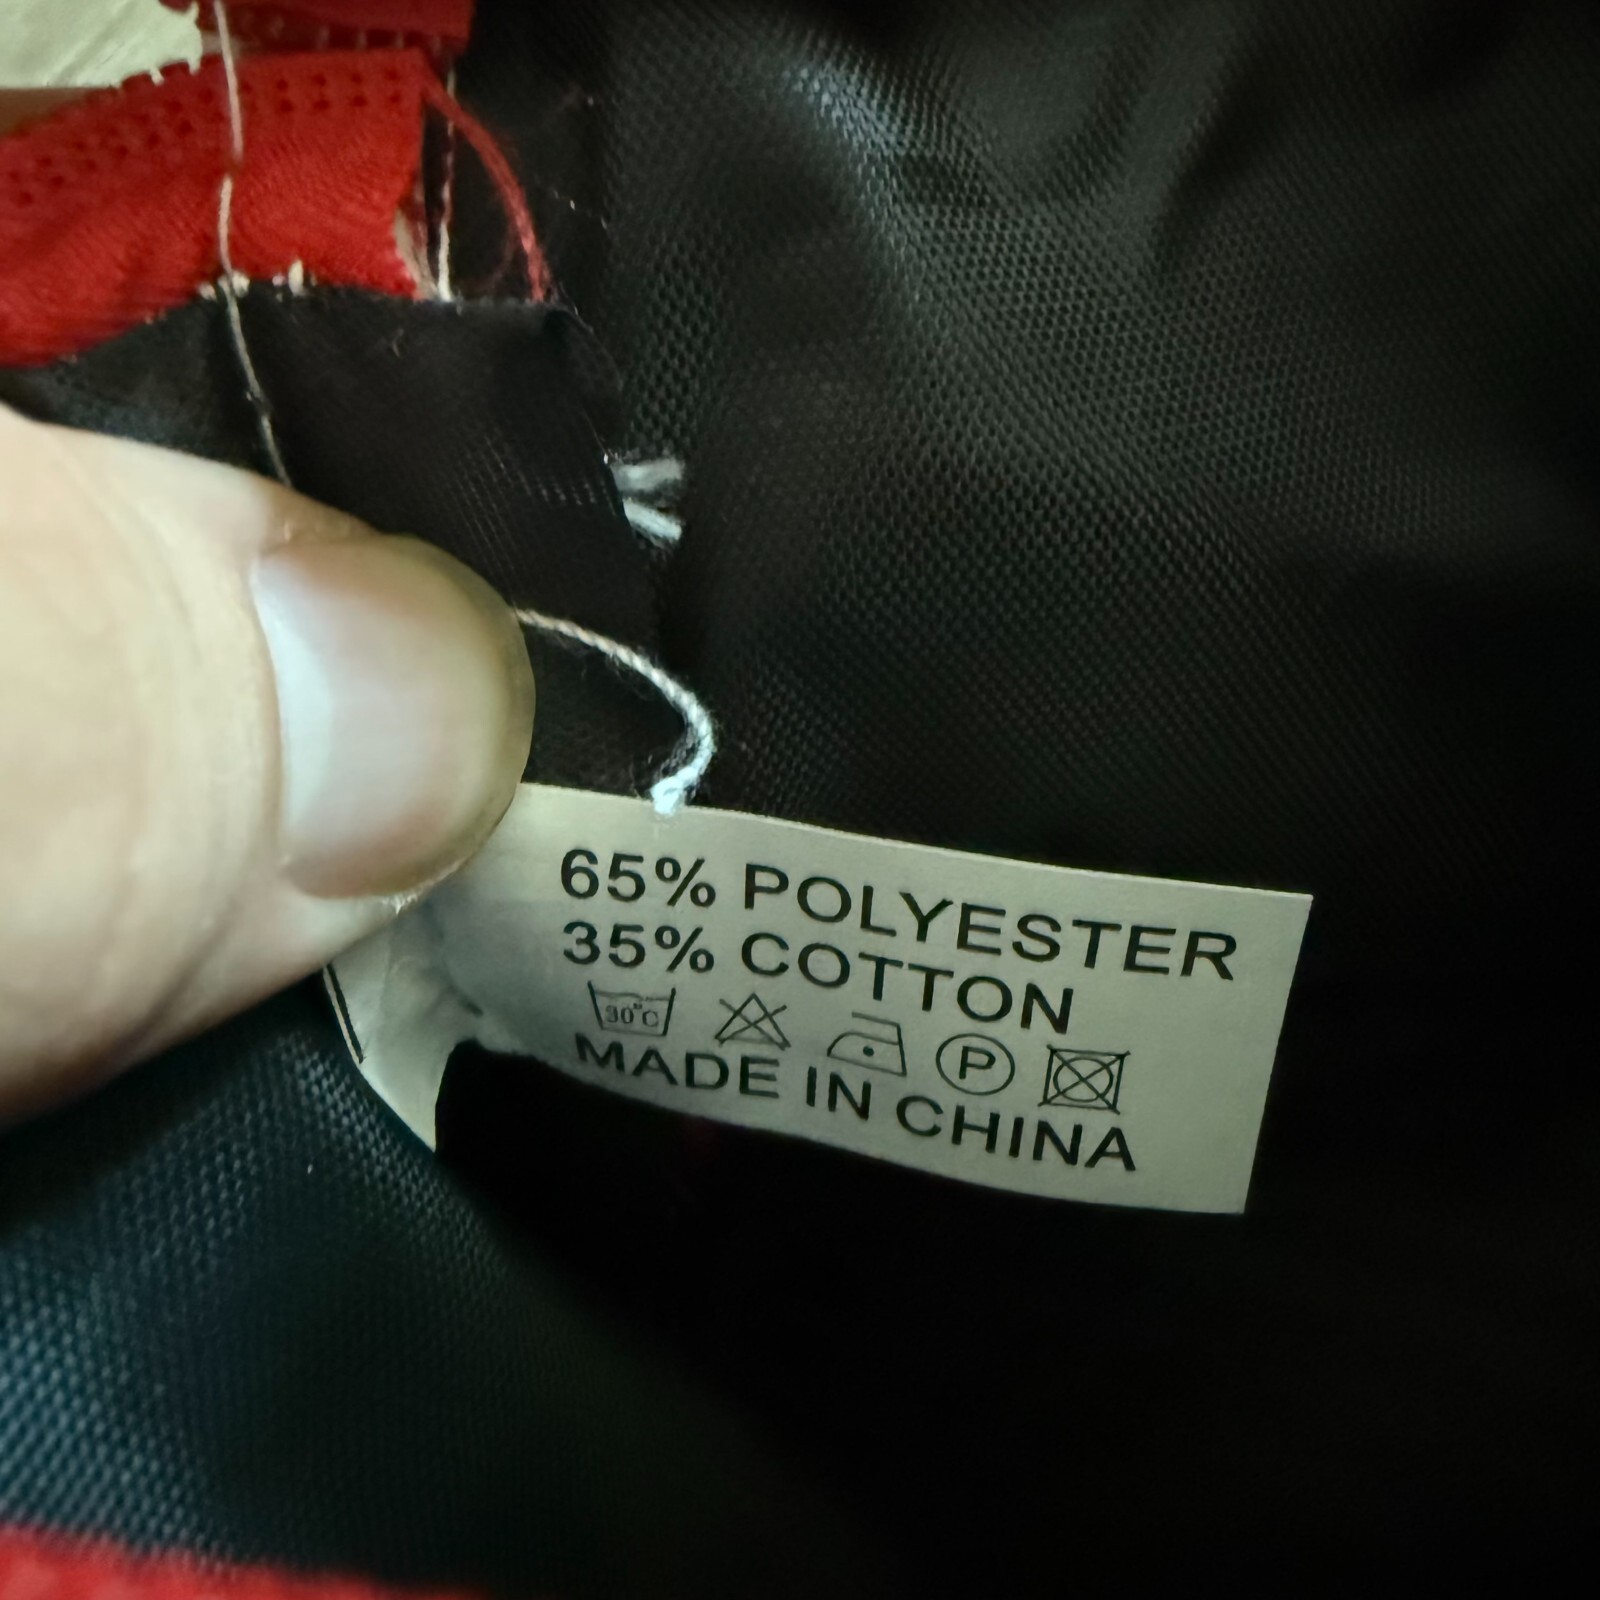 65% POLYESTER
35% COTTON
30°C P
MADE IN CHINA